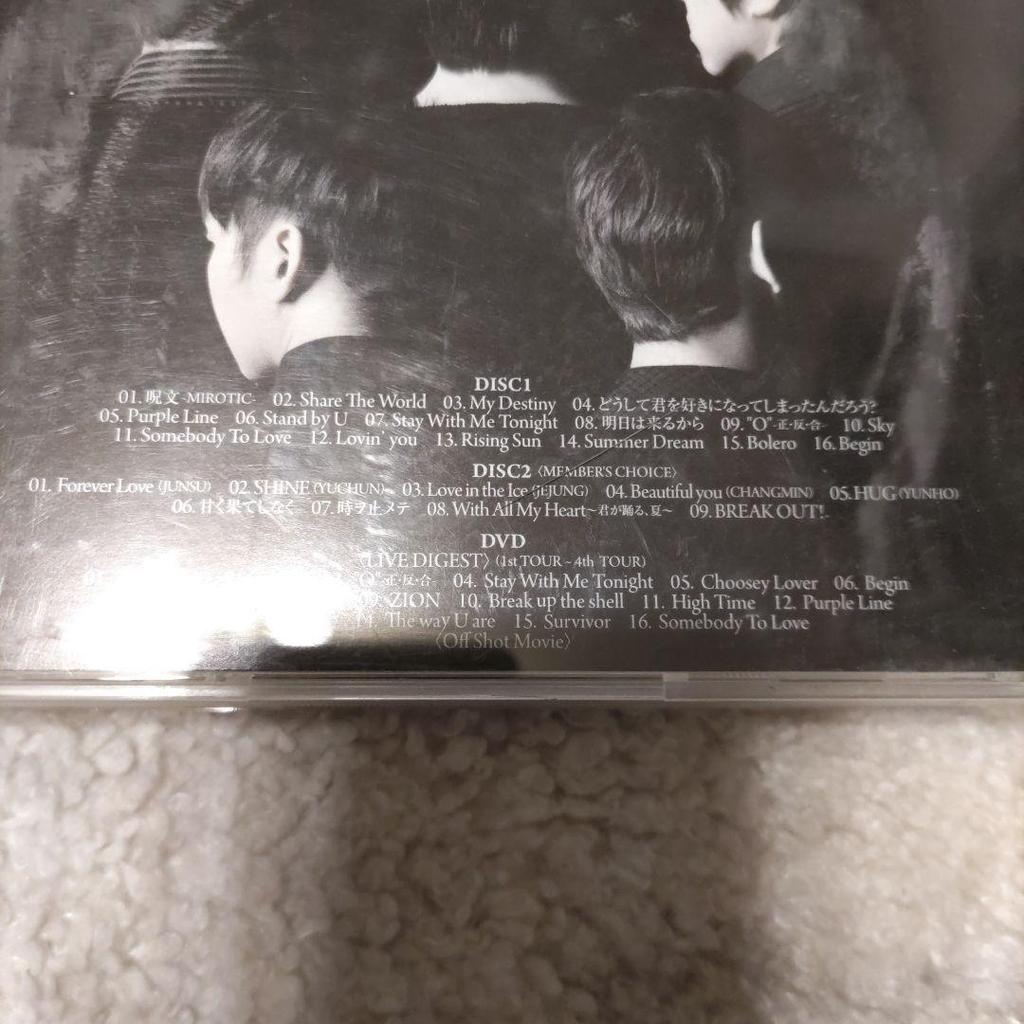 DISC1
01. 呪文 -MIROTIC- 02. Share The World 03. My Destiny 04. どうして君を好きになってしまったんだろう?
05. Purple Line 06. Stand by U 07. Stay With Me Tonight 08. 明日は来るから 09. "O"-正・反・合- 10. Sky
11. Somebody To Love 12. Lovin' you 13. Rising Sun 14. Summer Dream 15. Bolero 16. Begin
DISC2 〈MEMBER'S CHOICE〉
01. Forever Love (JUNSU) 02. SHINE (YUCHUN) 03. Love in the Ice (JEJUNG) 04. Beautiful you (CHANGMIN) 05. HUG (YUNHO)
06. 甘く果てしなく 07. 時ヲ止メテ 08. With All My Heart～君が踊る、夏～ 09. BREAK OUT!
DVD
〈LIVE DIGEST〉 (1st TOUR ~ 4th TOUR)
"O"-正・反・合- 04. Stay With Me Tonight 05. Choosey Lover 06. Begin
09. ZION 10. Break up the shell 11. High Time 12. Purple Line
14. The way U are 15. Survivor 16. Somebody To Love
〈Off Shot Movie〉